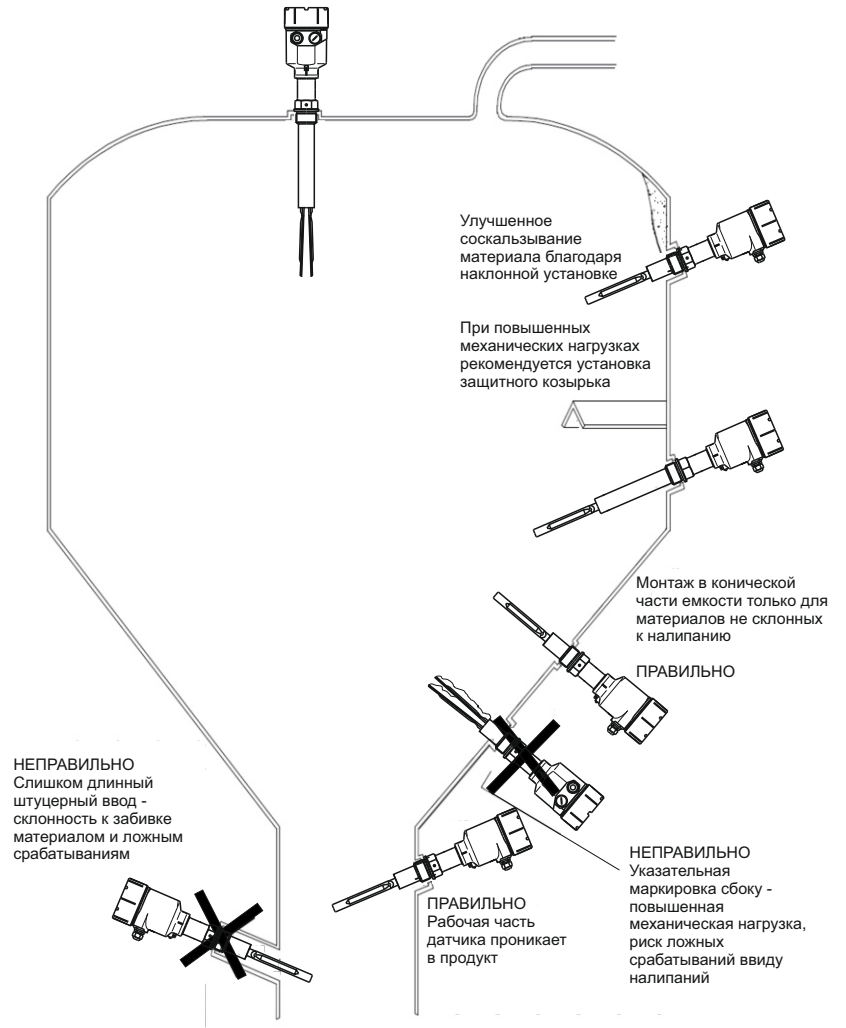 Улучшенное
соскальзывание
материала благодаря
наклонной установке
При повышенных
механических нагрузках
рекомендуется установка
защитного козырька
Монтаж в конической
части емкости только для
материалов не склонных
к налипанию
ПРАВИЛЬНО
НЕПРАВИЛЬНО
Слишком длинный
штуцерный ввод -
склонность к забивке
материалом и ложным
срабатываниям
ПРАВИЛЬНО
Рабочая часть
датчика проникает
в продукт
НЕПРАВИЛЬНО
Указательная
маркировка сбоку -
повышенная
механическая нагрузка,
риск ложных
срабатываний ввиду
налипаний